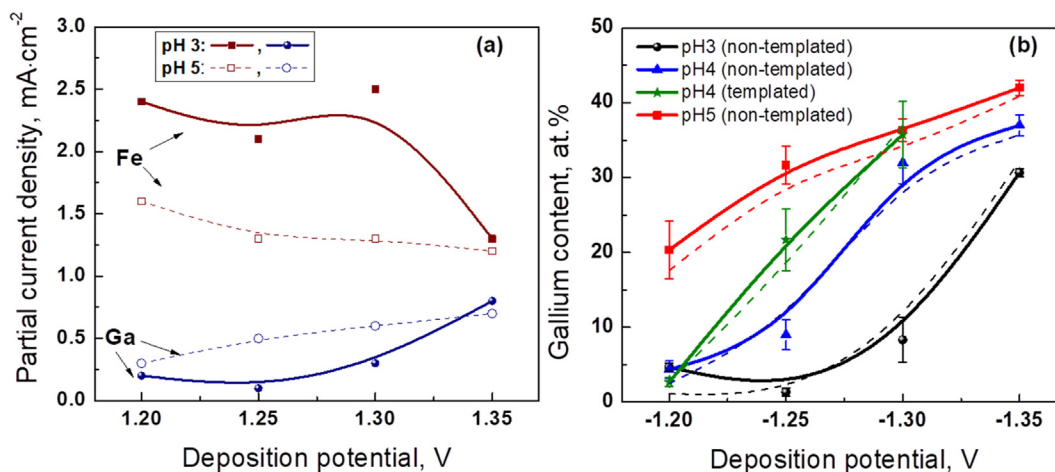 Partial current density, mA·cm⁻²
3.0
2.5
2.0
1.5
1.0
0.5
0.0
pH 3: ,
pH 5: ,
(a)
Fe
Ga
1.20 1.25 1.30 1.35
Deposition potential, V
Gallium content, at.%
50
40
30
20
10
0
(b)
pH3 (non-templated)
pH4 (non-templated)
pH4 (templated)
pH5 (non-templated)
-1.20 -1.25 -1.30 -1.35
Deposition potential, V